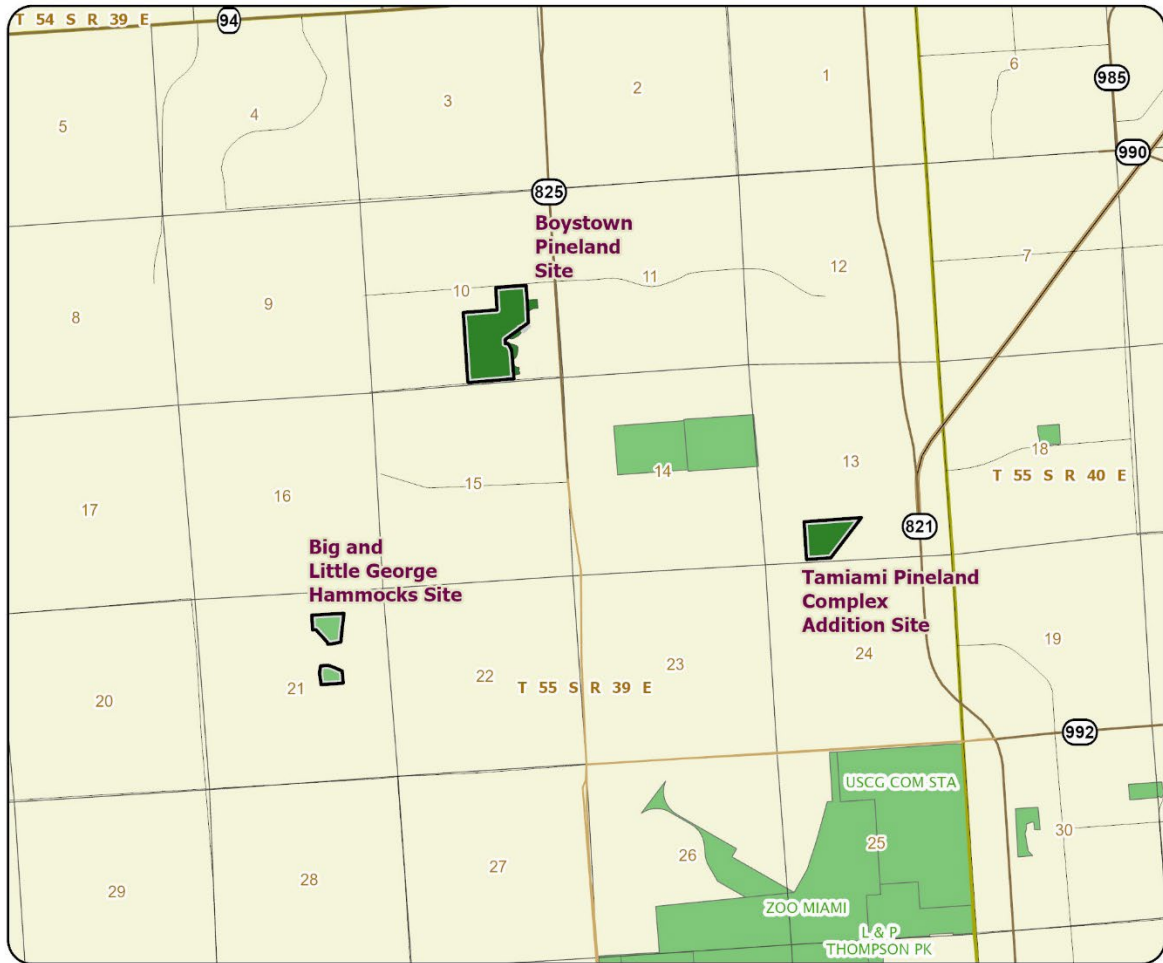 T 54 S R 39 E
94
1
2
3
4
5
6
985
990
825
Boystown
Pineland
Site
7
8
9
10
11
12
13
14
15
16
17
18
T 55 S R 40 E
821
Big and
Little George
Hammocks Site
Tamiami Pineland
Complex
Addition Site
19
20
21
22
23
24
T 55 S R 39 E
992
USCG COM STA
25
26
27
28
29
30
ZOO MIAMI
L & P
THOMPSON PK